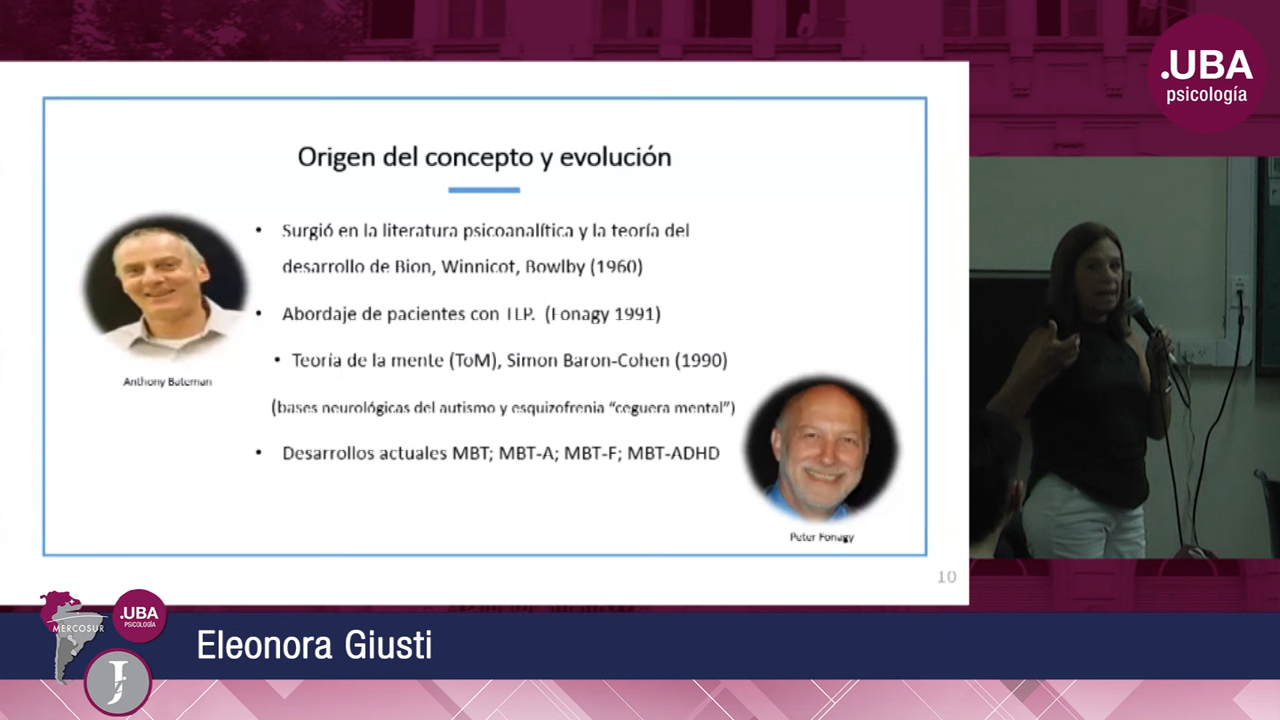 .UBA
psicología
Origen del concepto y evolución
• Surgió en la literatura psicoanalítica y la teoría del
desarrollo de Bion, Winnicot, Bowlby (1960)
• Abordaje de pacientes con TLP. (Fonagy 1991)
• Teoría de la mente (ToM), Simon Baron-Cohen (1990)
(bases neurológicas del autismo y esquizofrenia “ceguera mental”)
• Desarrollos actuales MBT; MBT-A; MBT-F; MBT-ADHD
Anthony Bateman
Peter Fonagy
10
MERCOSUR
.UBA
PSICOLOGÍA
J
Eleonora Giusti